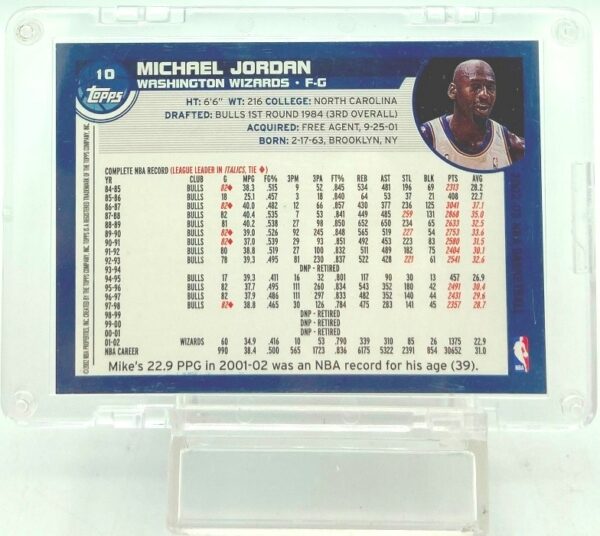 10
Topps
MICHAEL JORDAN
WASHINGTON WIZARDS • F-G
HT: 6'6" WT: 216 COLLEGE: NORTH CAROLINA
DRAFTED: BULLS 1ST ROUND 1984 (3RD OVERALL)
ACQUIRED: FREE AGENT, 9-25-01
BORN: 2-17-63, BROOKLYN, NY
COMPLETE NBA RECORD (LEAGUE LEADER IN ITALICS, TIE ♦)
YR CLUB G MPG FG% 3PM 3PA FT% REB AST STL BLK PTS AVG
84-85 BULLS 82♦ 38.3 .515 9 52 .845 534 481 196 69 2313 28.2
85-86 BULLS 18 25.1 .457 3 18 .840 64 53 37 21 408 22.7
86-87 BULLS 82♦ 40.0 .482 12 66 .857 430 377 236 125 3041 37.1
87-88 BULLS 82 40.4 .535 7 53 .841 449 485 259 131 2868 35.0
88-89 BULLS 81 40.2 .538 27 98 .850 652 650 234 65 2633 32.5
89-90 BULLS 82♦ 39.0 .526 92 245 .848 565 519 227 54 2753 33.6
90-91 BULLS 82♦ 37.0 .539 29 93 .851 492 453 223 83 2580 31.5
91-92 BULLS 80 38.8 .519 27 100 .832 511 489 182 75 2404 30.1
92-93 BULLS 78 39.3 .495 81 230 .837 522 428 221 61 2541 32.6
93-94 DNP - RETIRED
94-95 BULLS 17 39.3 .411 16 32 .801 117 90 30 13 457 26.9
95-96 BULLS 82 37.7 .495 111 260 .834 543 352 180 42 2491 30.4
96-97 BULLS 82 37.9 .486 111 297 .833 482 352 140 44 2431 29.6
97-98 BULLS 82♦ 38.8 .465 30 126 .784 475 283 141 45 2357 28.7
98-99 DNP - RETIRED
99-00 DNP - RETIRED
00-01 DNP - RETIRED
01-02 WIZARDS 60 34.9 .416 10 53 .790 339 310 85 26 1375 22.9
NBA CAREER 990 38.4 .500 565 1723 .836 6175 5322 2391 854 30652 31.0
Mike's 22.9 PPG in 2001-02 was an NBA record for his age (39).